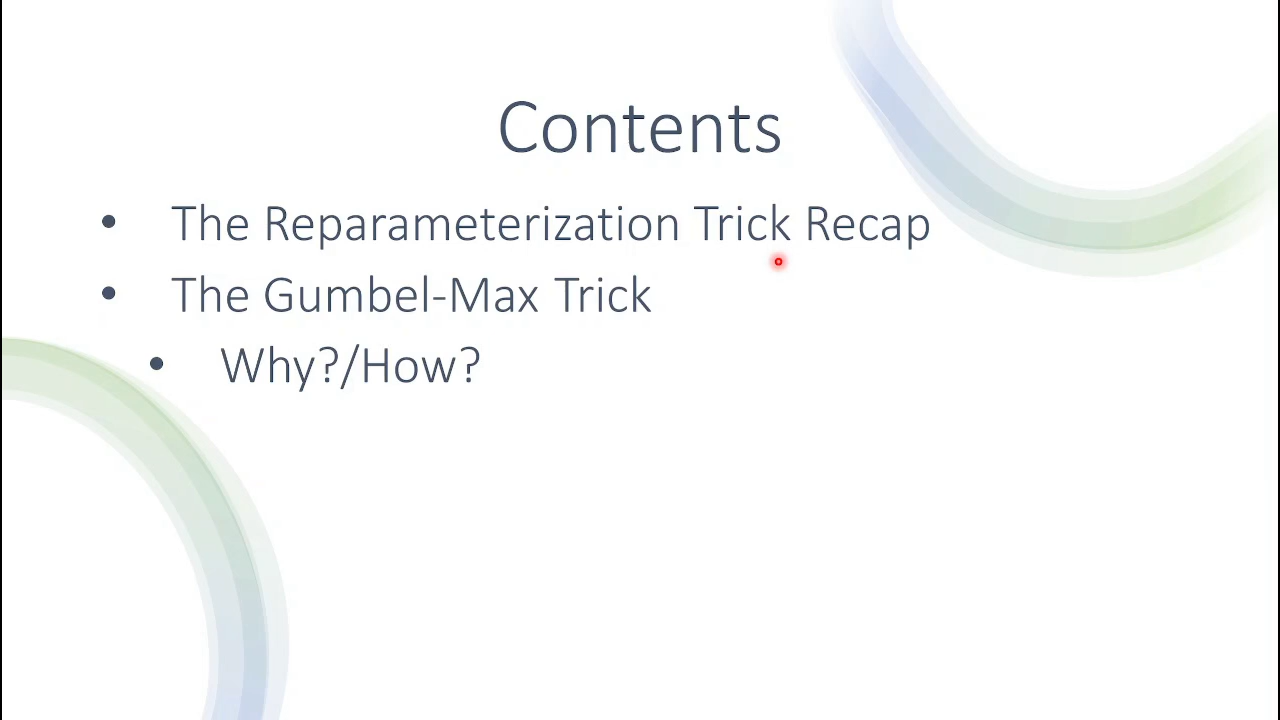 Contents
• The Reparameterization Trick Recap
• The Gumbel-Max Trick
• Why?/How?